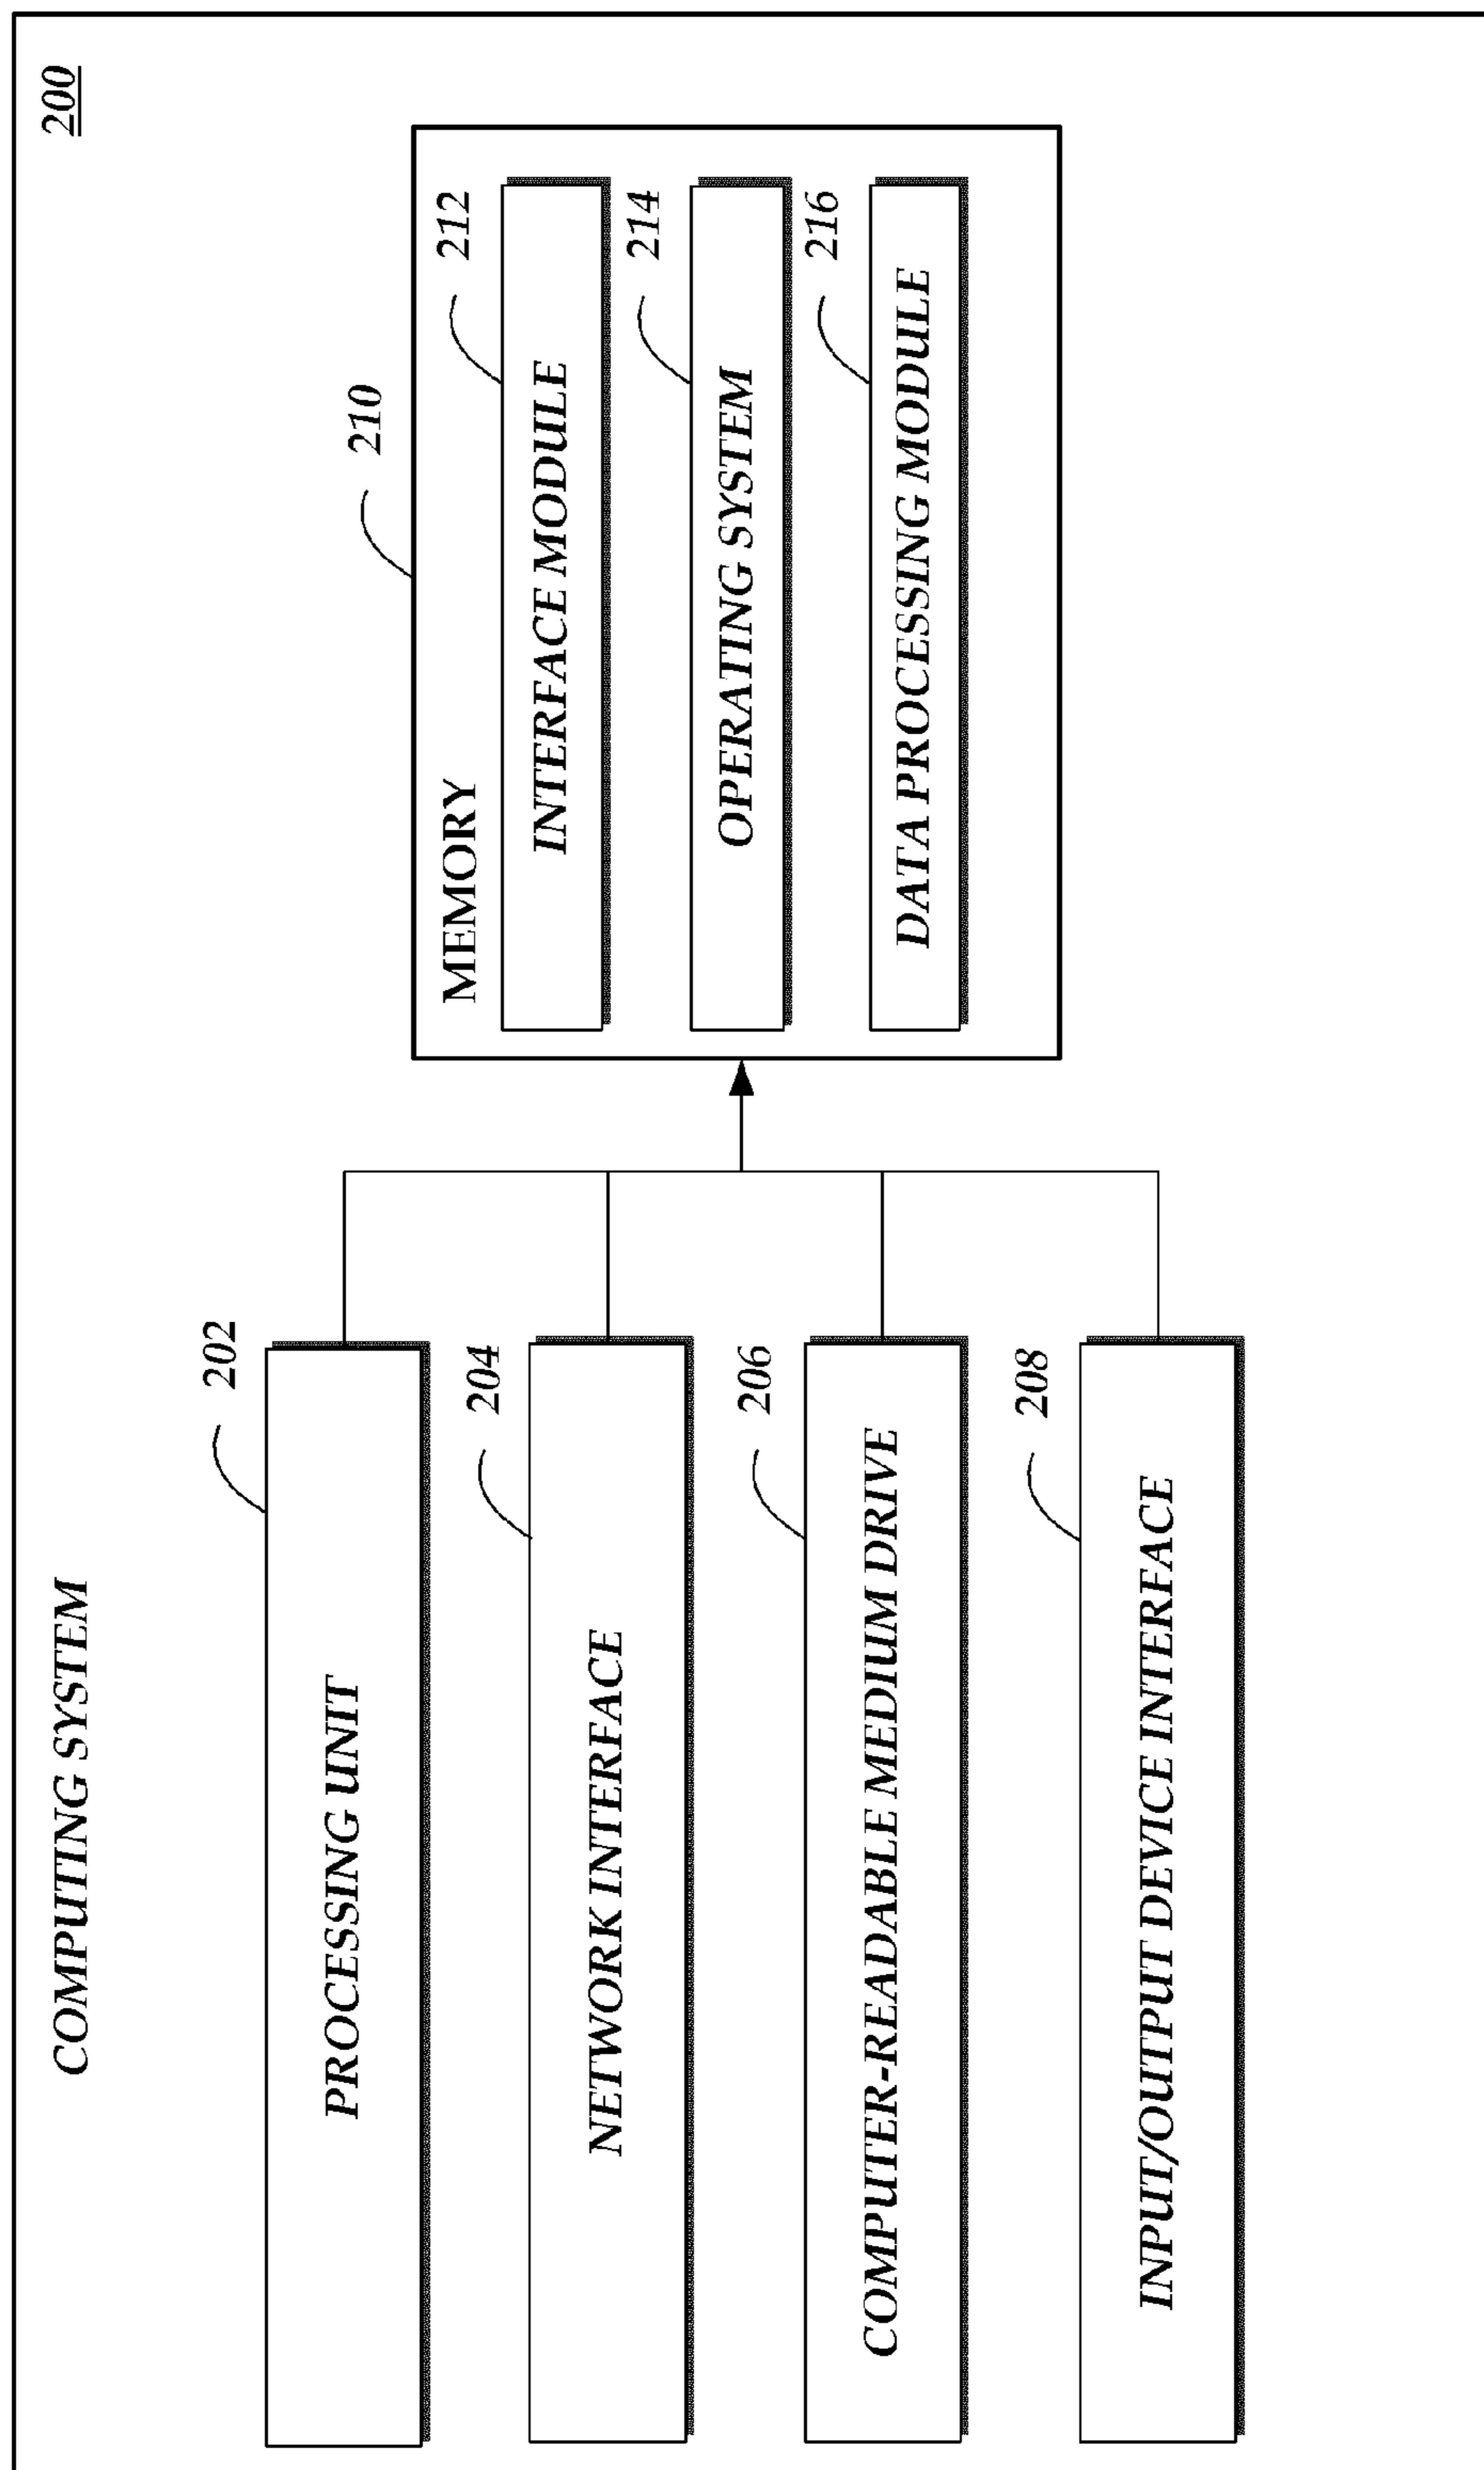 COMPUTING SYSTEM
200
202
PROCESSING UNIT
204
NETWORK INTERFACE
206
COMPUTER-READABLE MEDIUM DRIVE
208
INPUT/OUTPUT DEVICE INTERFACE
210
MEMORY
212
INTERFACE MODULE
214
OPERATING SYSTEM
216
DATA PROCESSING MODULE